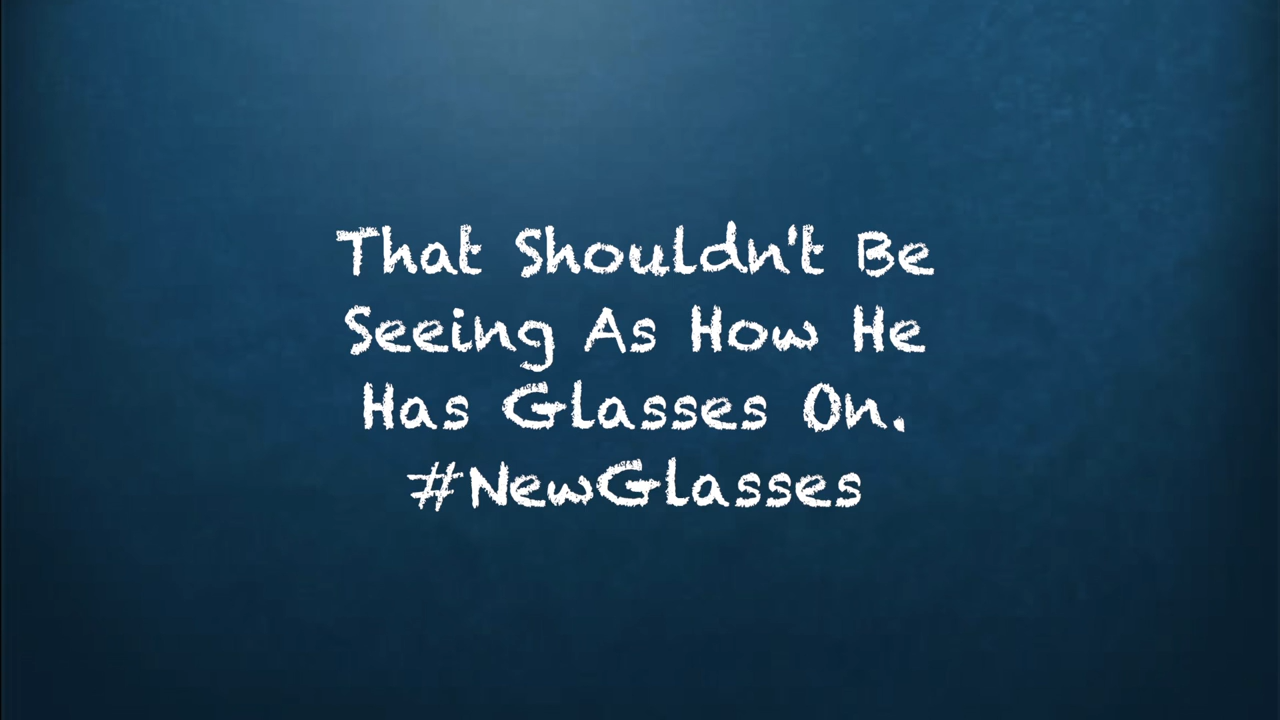 That Shouldn't Be
Seeing As How He
Has Glasses On.
#NewGlasses